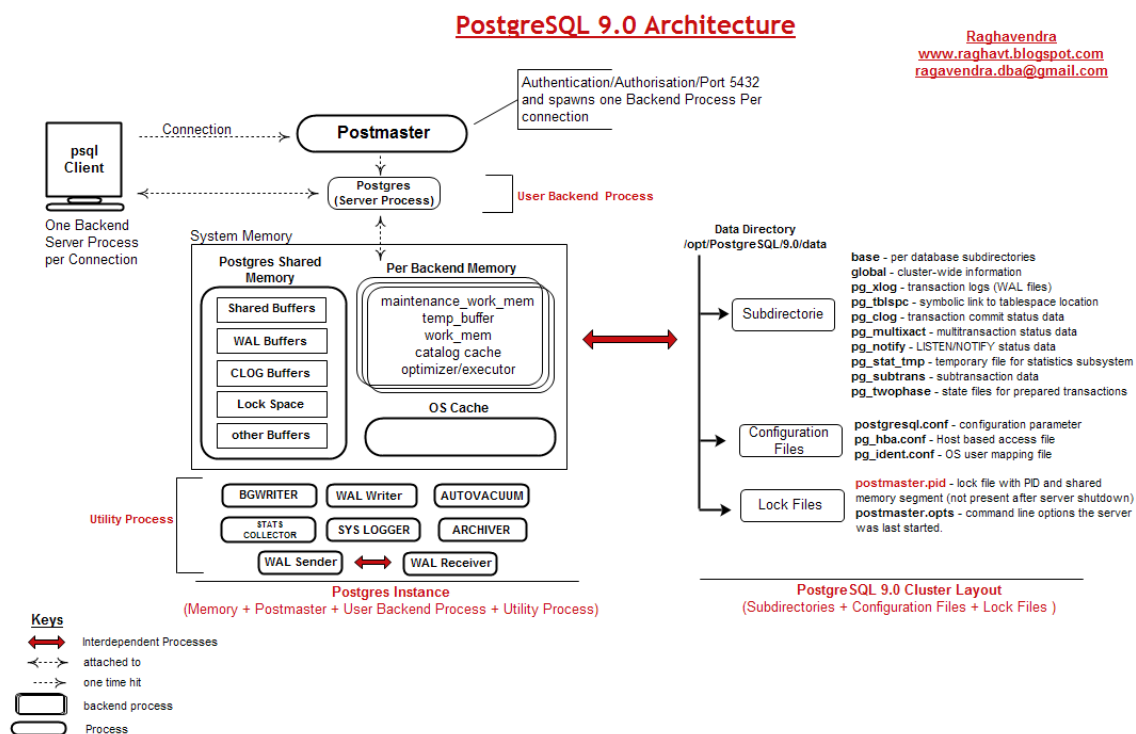 PostgreSQL 9.0 Architecture
Raghavendra
www.raghavt.blogspot.com
ragavendra.dba@gmail.com
Authentication/Authorisation/Port 5432
and spawns one Backend Process Per
connection
Connection
Postmaster
psql
Client
Postgres
(Server Process)
User Backend Process
One Backend
Server Process
per Connection
System Memory
Postgres Shared
Memory
Shared Buffers
WAL Buffers
CLOG Buffers
Lock Space
other Buffers
Per Backend Memory
maintenance_work_mem
temp_buffer
work_mem
catalog cache
optimizer/executor
OS Cache
Utility Process
BGWRITER
WAL Writer
AUTOVACUUM
STATS
COLLECTOR
SYS LOGGER
ARCHIVER
WAL Sender
WAL Receiver
Postgres Instance
(Memory + Postmaster + User Backend Process + Utility Process)
Data Directory
/opt/PostgreSQL/9.0/data
Subdirectorie
base - per database subdirectories
global - cluster-wide information
pg_xlog - transaction logs (WAL files)
pg_tblspc - symbolic link to tablespace location
pg_clog - transaction commit status data
pg_multixact - multitransaction status data
pg_notify - LISTEN/NOTIFY status data
pg_stat_tmp - temporary file for statistics subsystem
pg_subtrans - subtransaction data
pg_twophase - state files for prepared transactions
Configuration
Files
postgresql.conf - configuration parameter
pg_hba.conf - Host based access file
pg_ident.conf - OS user mapping file
Lock Files
postmaster.pid - lock file with PID and shared
memory segment (not present after server shutdown)
postmaster.opts - command line options the server
was last started.
PostgreSQL 9.0 Cluster Layout
(Subdirectories + Configuration Files + Lock Files )
Keys
Interdependent Processes
attached to
one time hit
backend process
Process